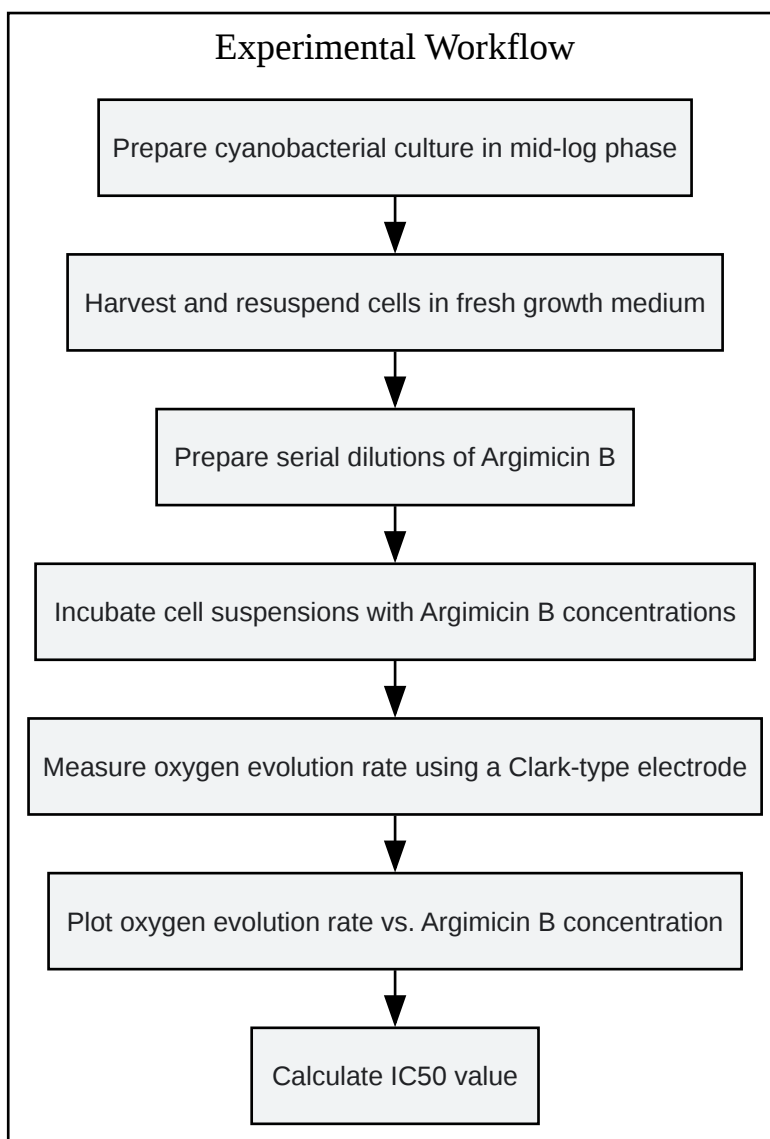 Experimental Workflow
Prepare cyanobacterial culture in mid-log phase
Harvest and resuspend cells in fresh growth medium
Prepare serial dilutions of Argimicin B
Incubate cell suspensions with Argimicin B concentrations
Measure oxygen evolution rate using a Clark-type electrode
Plot oxygen evolution rate vs. Argimicin B concentration
Calculate IC50 value